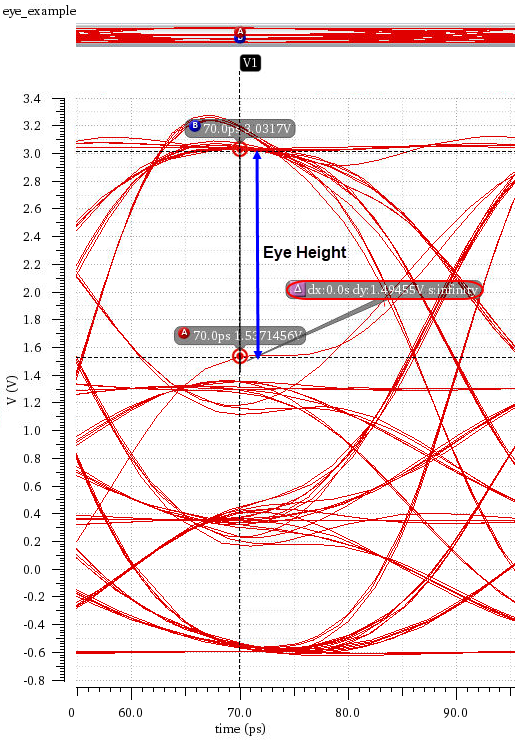 eye_example
A
V1
3.4
B 70.0ps 3.0317V
3.2
3.0
2.8
2.6
2.4
Eye Height
2.2
2.0
Δ dx:0.0s dy:1.49455V s:infinity
1.8
A 70.0ps 1.5371456V
1.6
1.4
1.2
1.0
0.8
0.6
0.4
0.2
0.0
-0.2
-0.4
-0.6
-0.8
V (V)
0 60.0 70.0 80.0 90.0
time (ps)